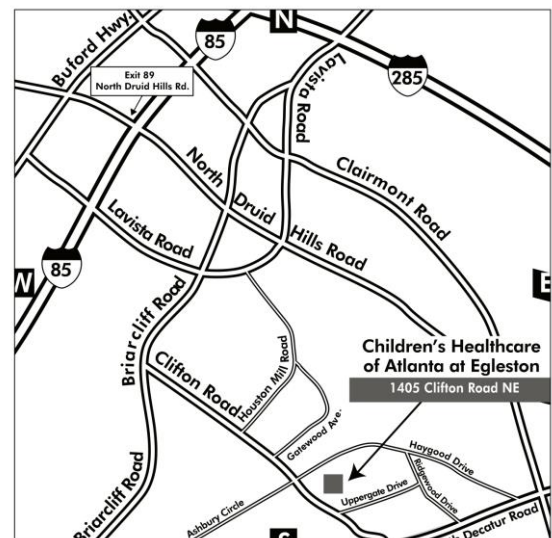 N
Buford Hwy.
85
Exit 89
North Druid Hills Rd.
Lavista Road
285
North Druid Hills Road
Clairmont Road
Lavista Road
W
85
E
Briarcliff Road
Children's Healthcare
of Atlanta at Egleston
1405 Clifton Road NE
Clifton Road
Houston Mill Road
Gatewood Ave.
Haygood Drive
Ridgewood Drive
Uppergate Drive
Ashbury Circle
Briarcliff Road
Decatur Road
S